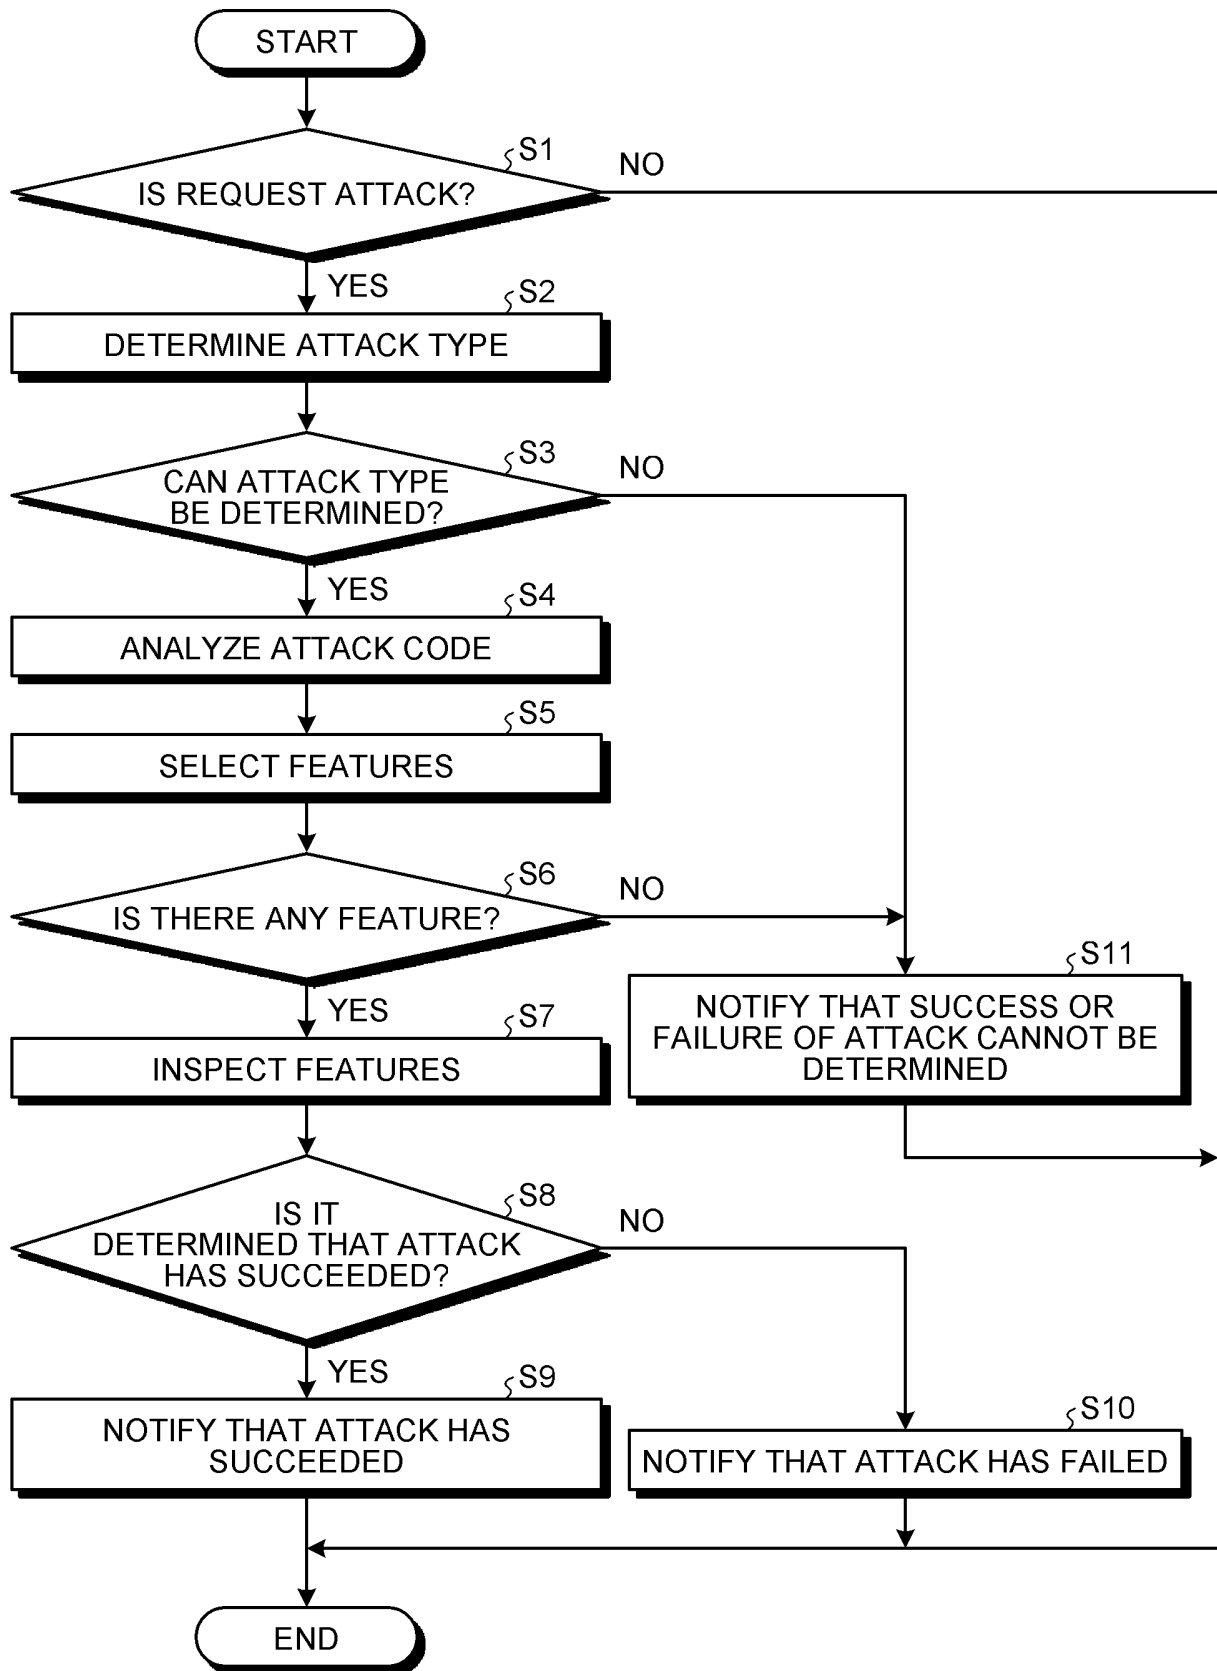 START
S1
NO
IS REQUEST ATTACK?
YES
S2
DETERMINE ATTACK TYPE
S3
NO
CAN ATTACK TYPE
BE DETERMINED?
YES
S4
ANALYZE ATTACK CODE
S5
SELECT FEATURES
S6
NO
IS THERE ANY FEATURE?
YES
S7
INSPECT FEATURES
S11
NOTIFY THAT SUCCESS OR
FAILURE OF ATTACK CANNOT BE
DETERMINED
S8
NO
IS IT
DETERMINED THAT ATTACK
HAS SUCCEEDED?
YES
S9
NOTIFY THAT ATTACK HAS
SUCCEEDED
S10
NOTIFY THAT ATTACK HAS FAILED
END